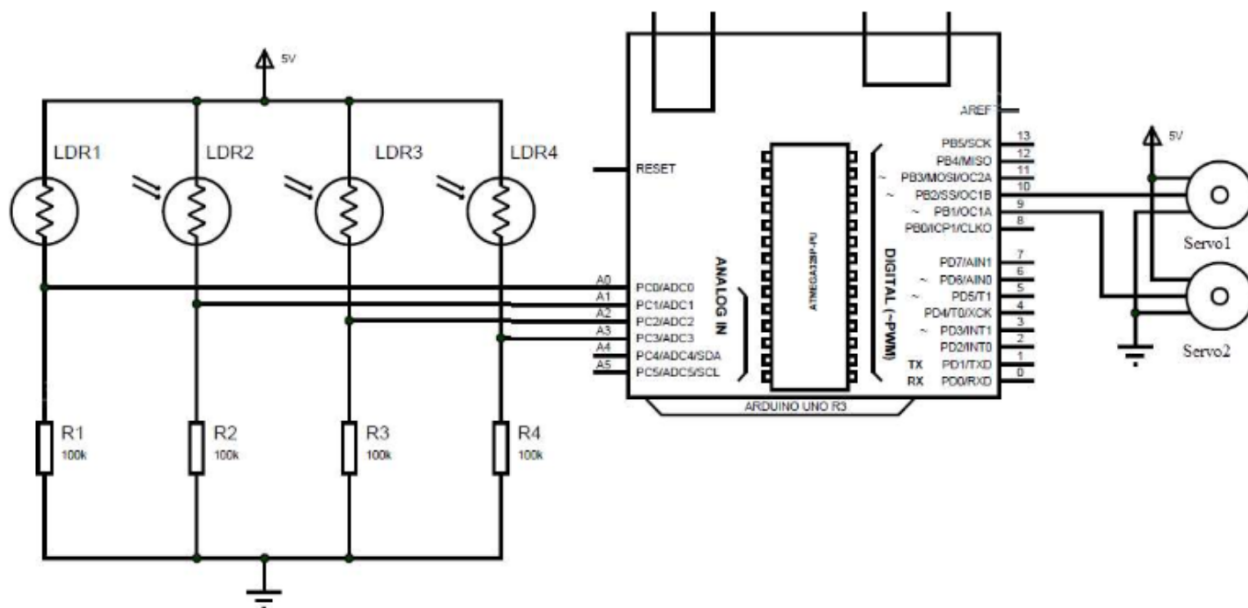 5V
LDR1
LDR2
LDR3
LDR4
R1
100k
R2
100k
R3
100k
R4
100k
RESET
A0 PC0/ADC0
A1 PC1/ADC1
A2 PC2/ADC2
A3 PC3/ADC3
A4 PC4/ADC4/SDA
A5 PC5/ADC5/SCL
ANALOG IN
ATMEGA328P-PU
DIGITAL (~PWM)
AREF
PB5/SCK 13
PB4/MISO 12
~ PB3/MOSI/OC2A 11
~ PB2/SS/OC1B 10
~ PB1/OC1A 9
PB0/ICP1/CLKO 8
PD7/AIN1 7
~ PD6/AIN0 6
~ PD5/T1 5
PD4/T0/XCK 4
~ PD3/INT1 3
PD2/INT0 2
TX PD1/TXD 1
RX PD0/RXD 0
ARDUINO UNO R3
5V
Servo1
Servo2